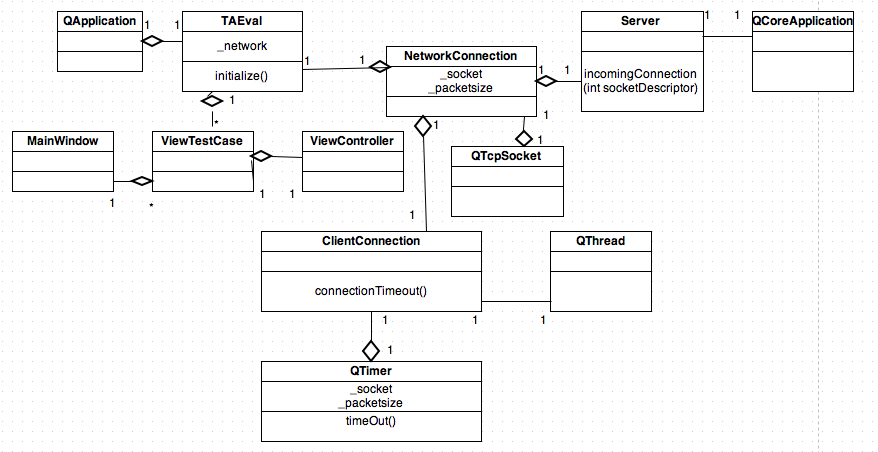 QApplication
1
1
TAEval
_network
initialize()
1
1
*
1
NetworkConnection
_socket
_packetsize
1
1
Server
incomingConnection
(int socketDescriptor)
1
1
QCoreApplication
MainWindow
1
*
ViewTestCase
1
1
ViewController
1
1
QTcpSocket
1
1
ClientConnection
connectionTimeout()
1
1
QThread
1
1
QTimer
_socket
_packetsize
timeOut()